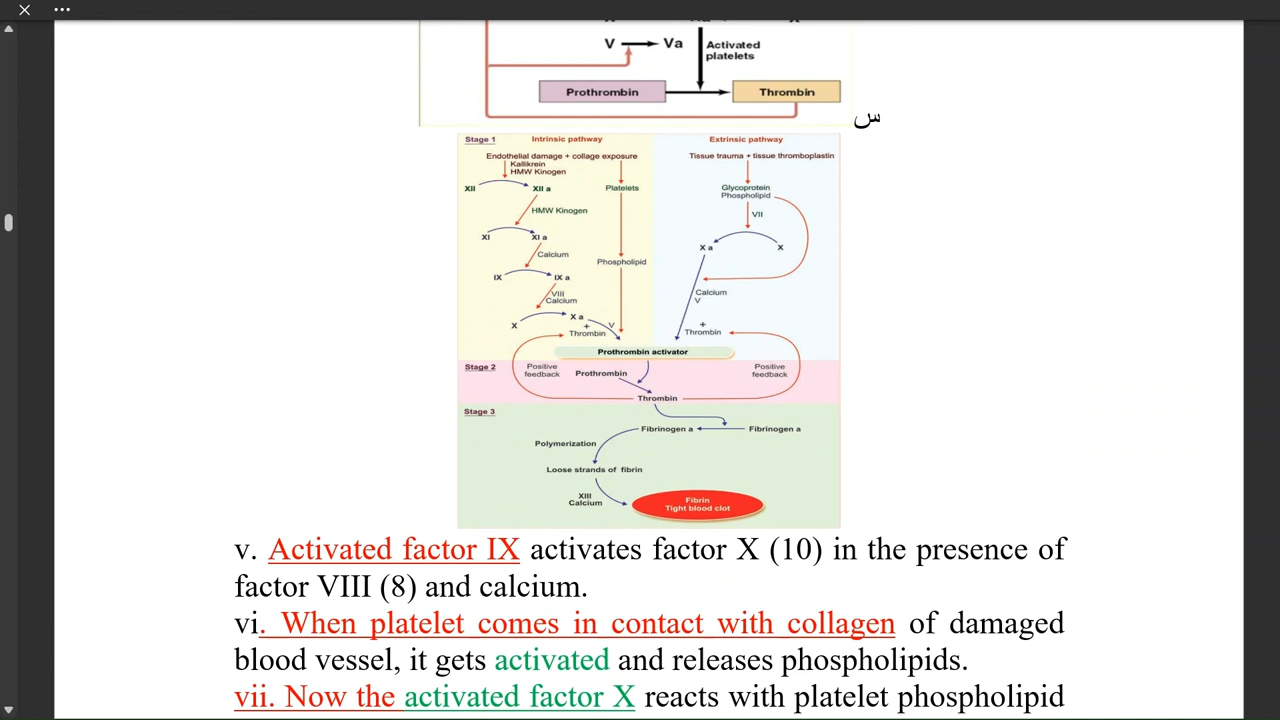 V Va Activated
platelets
Prothrombin Thrombin
س
Stage 1 Intrinsic pathway Extrinsic pathway
Endothelial damage + collage exposure Tissue trauma + tissue thromboplastin
Kallikrein
HMW Kinogen
XII XII a Platelets Glycoprotein
Phospholipid
HMW Kinogen VII
XI XI a X a X
Calcium Phospholipid
IX IX a
VIII
Calcium Calcium
V
X X a V
+
Thrombin +
Thrombin
Prothrombin activator
Stage 2 Positive
feedback Prothrombin Positive
feedback
Thrombin
Stage 3
Fibrinogen a Fibrinogen a
Polymerization
Loose strands of fibrin
XIII
Calcium Fibrin
Tight blood clot
v. Activated factor IX activates factor X (10) in the presence of
factor VIII (8) and calcium.
vi. When platelet comes in contact with collagen of damaged
blood vessel, it gets activated and releases phospholipids.
vii. Now the activated factor X reacts with platelet phospholipid